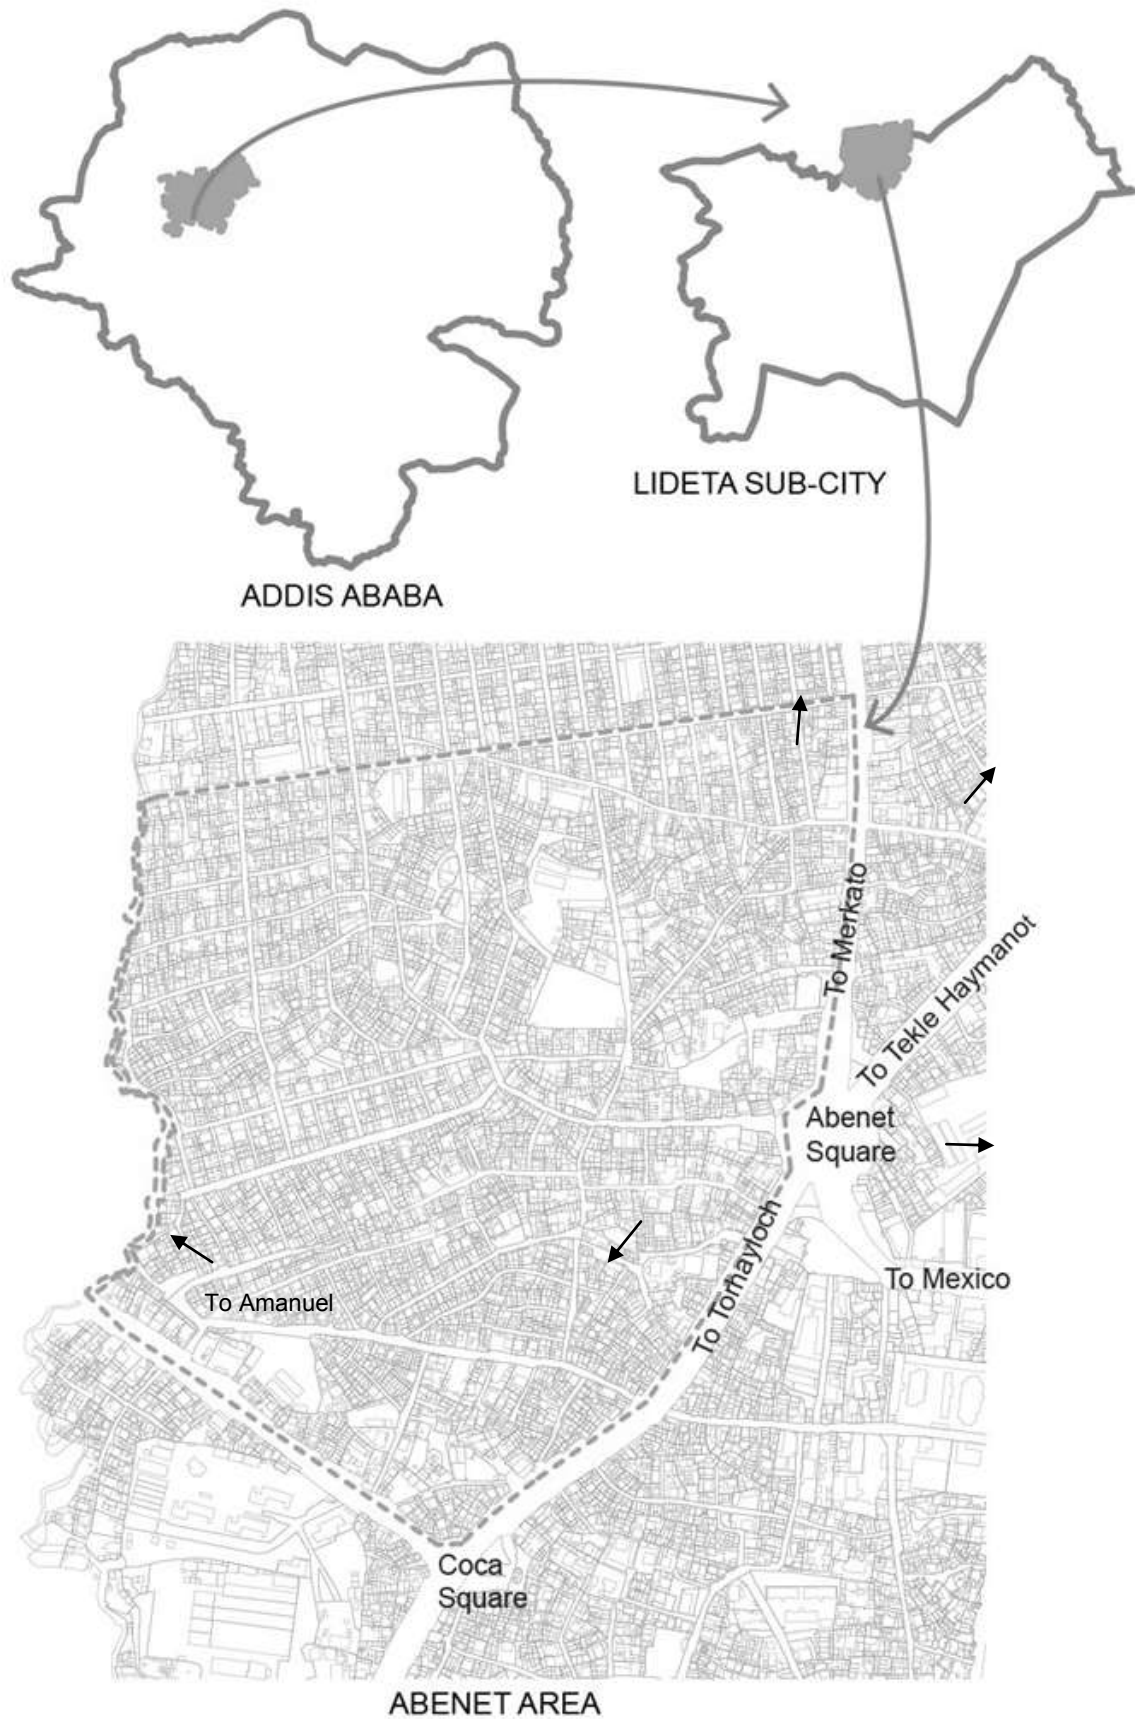 LIDETA SUB-CITY
ADDIS ABABA
To Merkato
To Tekle Haymanot
Abenet
Square
To Torhayloch
To Mexico
To Amanuel
Coca
Square
ABENET AREA